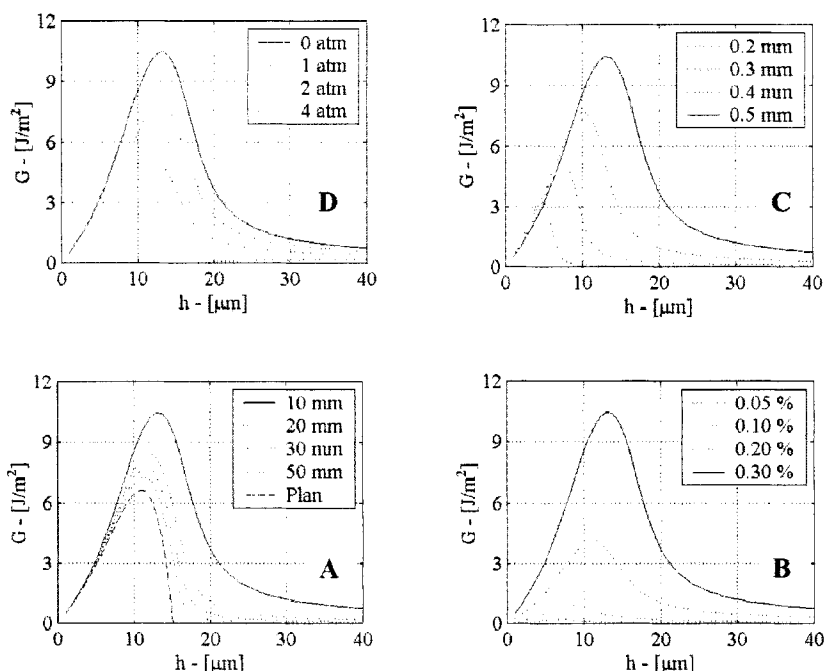 12
9
6
3
0
G - [J/m²]
0 atm
1 atm
2 atm
4 atm
D
0 10 20 30 40
h - [µm]
12
9
6
3
0
G - [J/m²]
0.2 mm
0.3 mm
0.4 mm
0.5 mm
C
0 10 20 30 40
h - [µm]
12
9
6
3
0
G - [J/m²]
10 mm
20 mm
30 mm
50 mm
Plan
A
0 10 20 30 40
h - [µm]
12
9
6
3
0
G - [J/m²]
0.05 %
0.10 %
0.20 %
0.30 %
B
0 10 20 30 40
h - [µm]